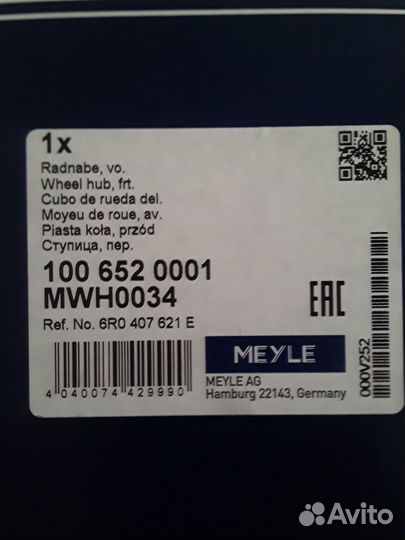 1x
Radnabe, vo.
Wheel hub, frt.
Cubo de rueda del.
Moyeu de roue, av.
Piasta koła, przód
Ступица, пер.
100 652 0001
MWH0034
Ref. No. 6R0 407 621 E
EAC
MEYLE
MEYLE AG
Hamburg 22143, Germany
000V252
4 040074 429990
Avito